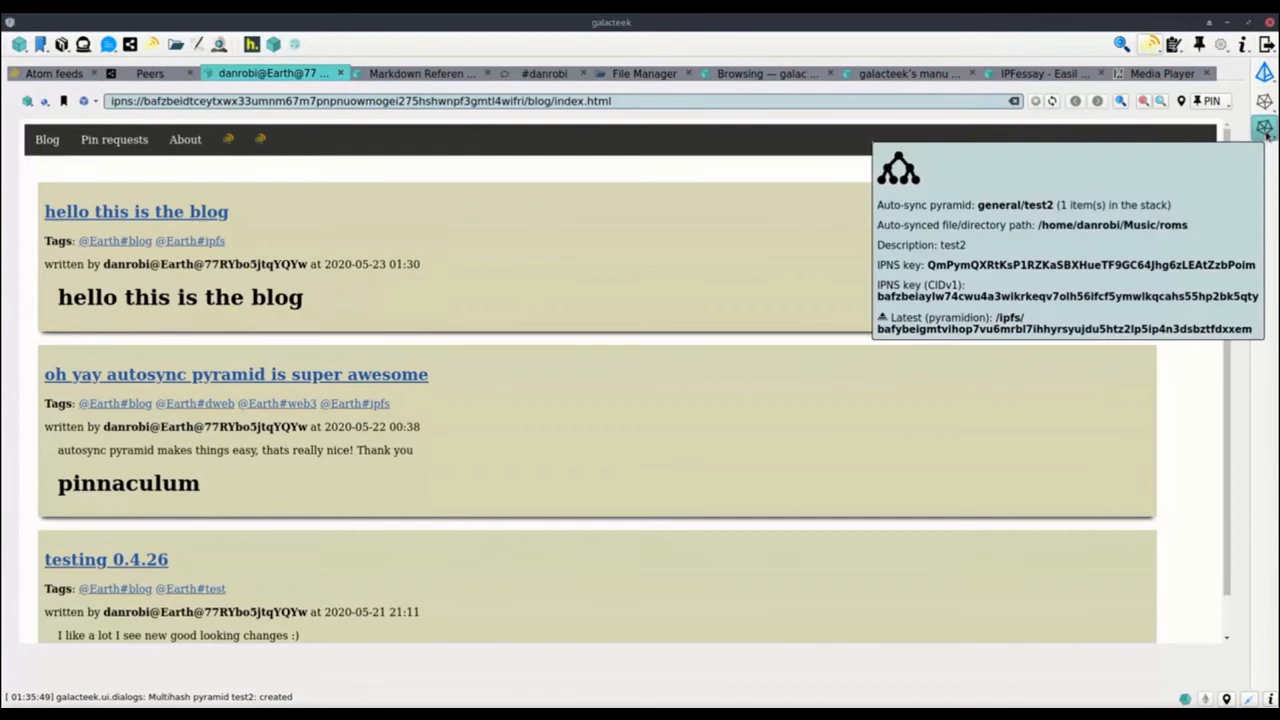 galacteek
h.
Atom feeds
Peers
danrobi@Earth@77 ...
Markdown Referen ...
#danrobi
File Manager
Browsing — galac ...
galacteek's manu ...
IPFessay - Easil ...
Media Player
ipns://bafzbeidtceytxwx33umnm67m7pnpnuowmogei275hshwnpf3gmtl4wifri/blog/index.html
PIN
Blog
Pin requests
About
hello this is the blog
Tags: @Earth#blog @Earth#ipfs
written by danrobi@Earth@77RYbo5jtqYQYw at 2020-05-23 01:30
hello this is the blog
Auto-sync pyramid: general/test2 (1 item(s) in the stack)
Auto-synced file/directory path: /home/danrobi/Music/roms
Description: test2
IPNS key: QmPymQXRtKsP1RZKaSBXHueTF9GC64Jhg6zLEAtZzbPoim
IPNS key (CIDv1):
bafzbeiaylw74cwu4a3wikrkeqv7olh56ifcf5ymwlkqcahs55hp2bk5qty
Latest (pyramidion): /ipfs/
bafybeigmtvihop7vu6mrbl7ihhyrsyujdu5htz2lp5ip4n3dsbztfdxxem
oh yay autosync pyramid is super awesome
Tags: @Earth#blog @Earth#dweb @Earth#web3 @Earth#ipfs
written by danrobi@Earth@77RYbo5jtqYQYw at 2020-05-22 00:38
autosync pyramid makes things easy, thats really nice! Thank you
pinnaculum
testing 0.4.26
Tags: @Earth#blog @Earth#test
written by danrobi@Earth@77RYbo5jtqYQYw at 2020-05-21 21:11
I like a lot I see new good looking changes :)
[ 01:35:49] galacteek.ui.dialogs: Multihash pyramid test2: created